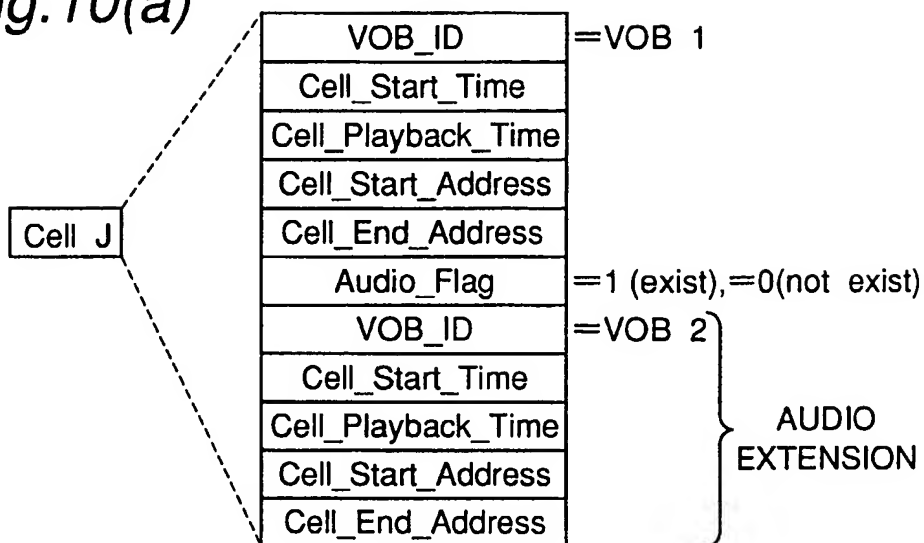 ig. 10(a)
VOB_ID =VOB 1
Cell_Start_Time
Cell_Playback_Time
Cell_Start_Address
Cell J
Cell_End_Address
Audio_Flag =1 (exist),=0(not exist)
VOB_ID =VOB 2
Cell_Start_Time
Cell_Playback_Time
AUDIO
EXTENSION
Cell_Start_Address
Cell_End_Address